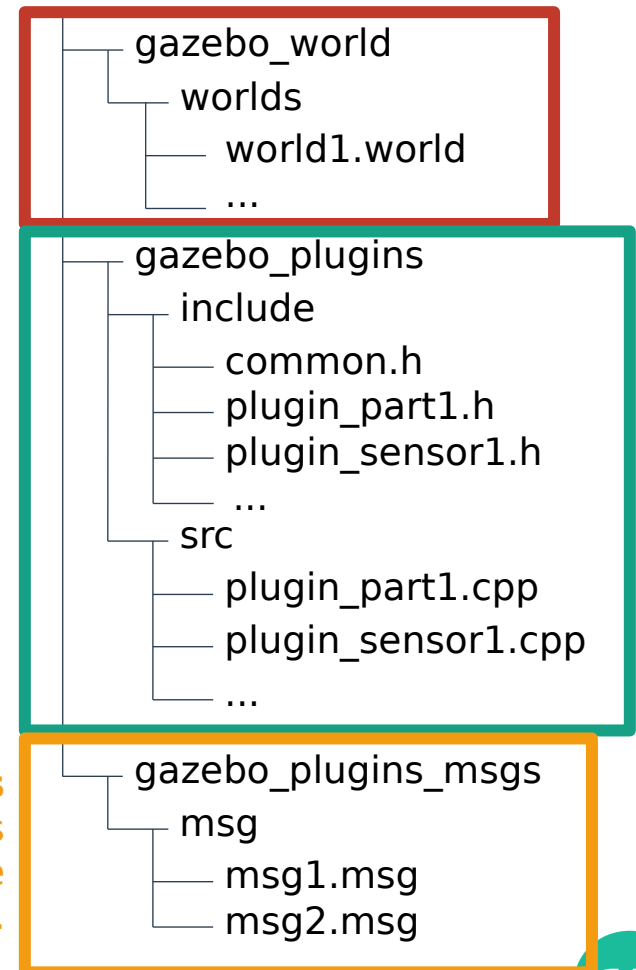 gazebo_world
worlds
world1.world
...
gazebo_plugins
include
common.h
plugin_part1.h
plugin_sensor1.h
...
src
plugin_part1.cpp
plugin_sensor1.cpp
...
gazebo_plugins_msgs
msg
msg1.msg
msg2.msg